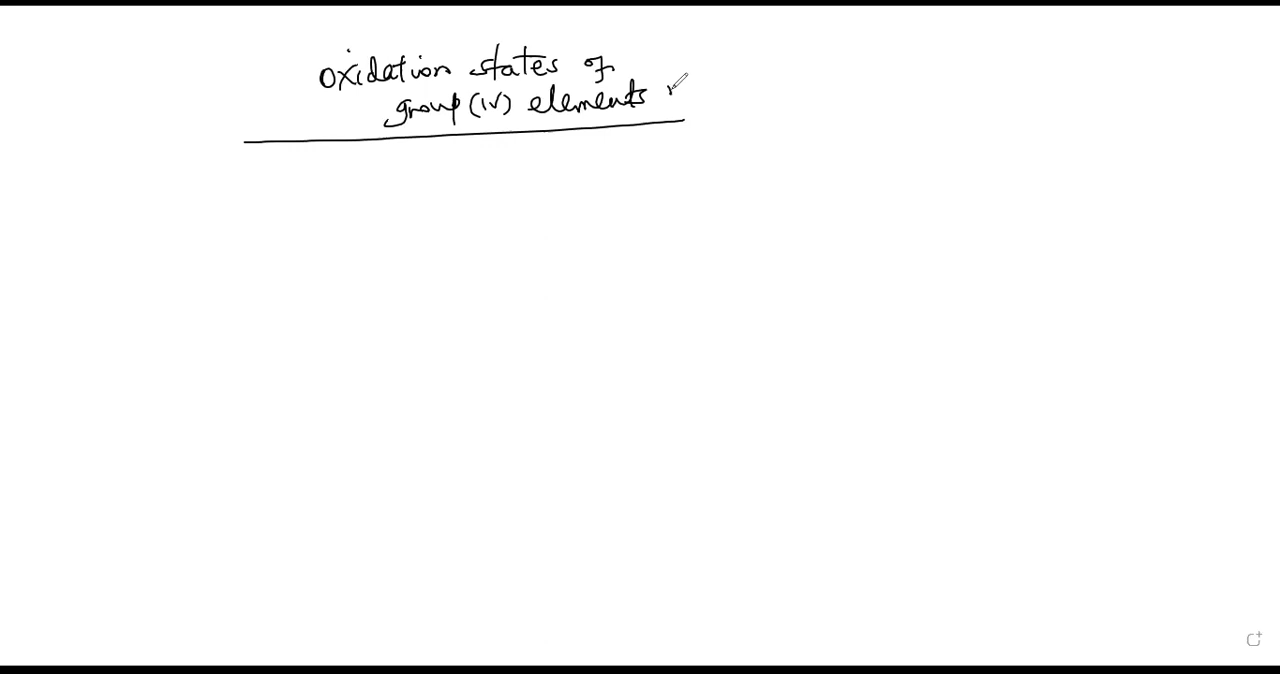 oxidation states of
group (IV) elements